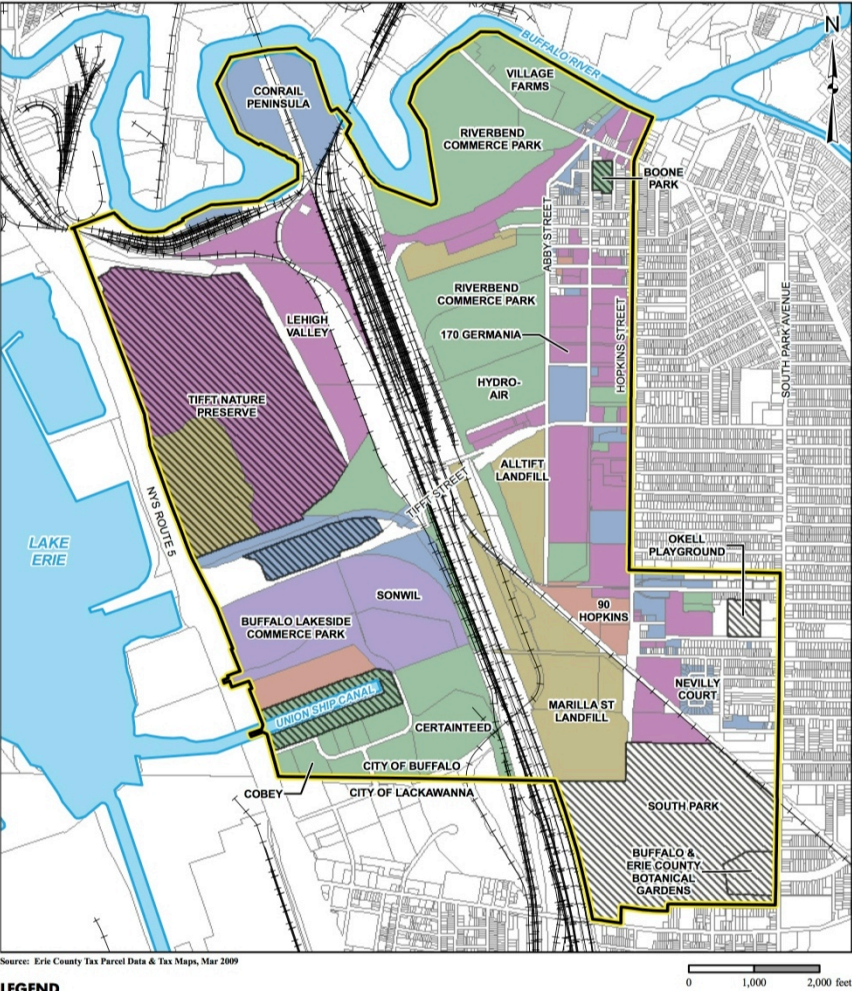 N
BUFFALO RIVER
VILLAGE
FARMS
CONRAIL
PENINSULA
RIVERBEND
COMMERCE PARK
BOONE
PARK
ABBY STREET
SOUTH PARK AVENUE
RIVERBEND
COMMERCE PARK
LEHIGH
VALLEY
170 GERMANIA
HOPKINS STREET
HYDRO-
AIR
TIFFT NATURE
PRESERVE
ALLTIFT
LANDFILL
TIFFT STREET
NYS ROUTE 5
LAKE
ERIE
OKELL
PLAYGROUND
SONWIL
90
HOPKINS
BUFFALO LAKESIDE
COMMERCE PARK
NEVILLY
COURT
UNION SHIP CANAL
MARILLA ST
LANDFILL
CERTAINTEED
CITY OF BUFFALO
COBEY
CITY OF LACKAWANNA
SOUTH PARK
BUFFALO &
ERIE COUNTY
BOTANICAL
GARDENS
Source: Erie County Tax Parcel Data & Tax Maps, Mar 2009
0 1,000 2,000 feet
LEGEND